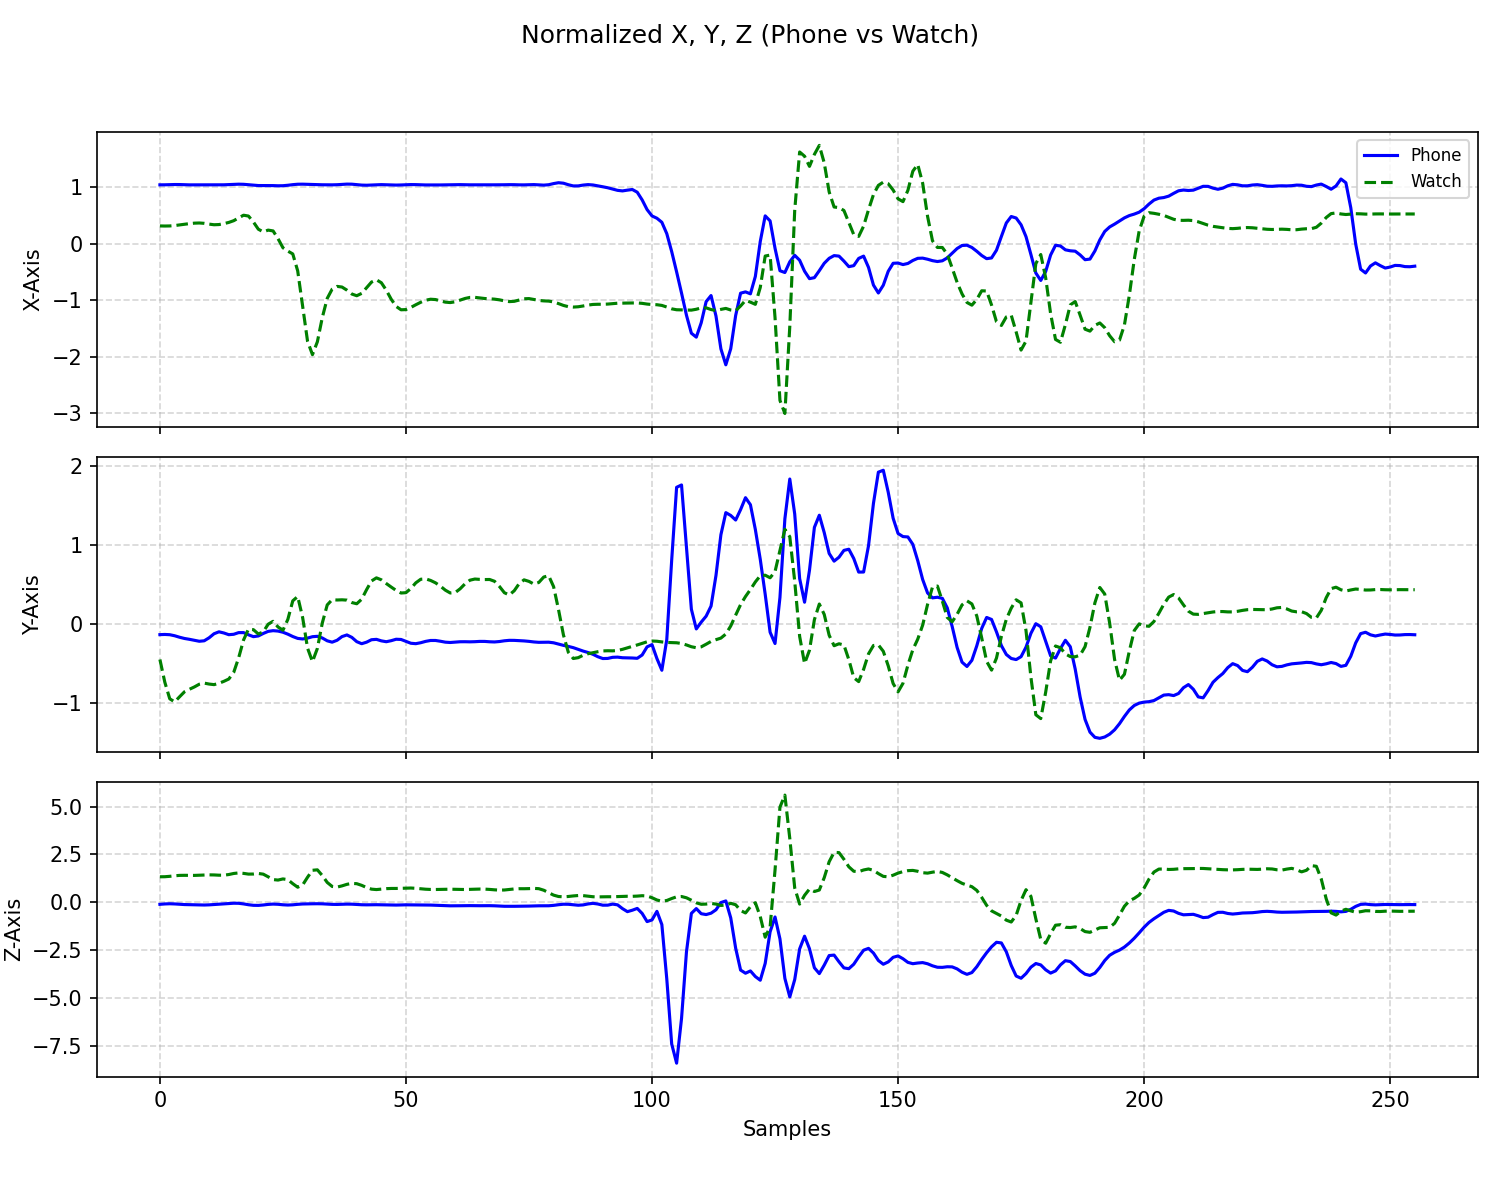 Normalized X, Y, Z (Phone vs Watch)
Phone
Watch
X-Axis
1
0
−1
−2
−3
Y-Axis
2
1
0
−1
Z-Axis
5.0
2.5
0.0
−2.5
−5.0
−7.5
0 50 100 150 200 250
Samples